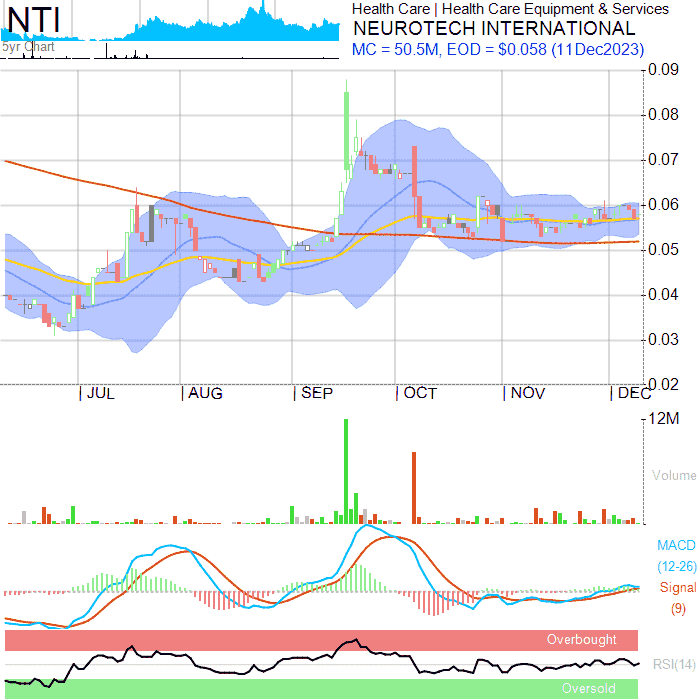 NTI
5yr Chart
Health Care | Health Care Equipment & Services
NEUROTECH INTERNATIONAL
MC = 50.5M, EOD = $0.058 (11Dec2023)
0.09
0.08
0.07
0.06
0.05
0.04
0.03
0.02
JUL
AUG
SEP
OCT
NOV
DEC
12M
Volume
MACD
(12-26)
Signal
(9)
Overbought
RSI(14)
Oversold